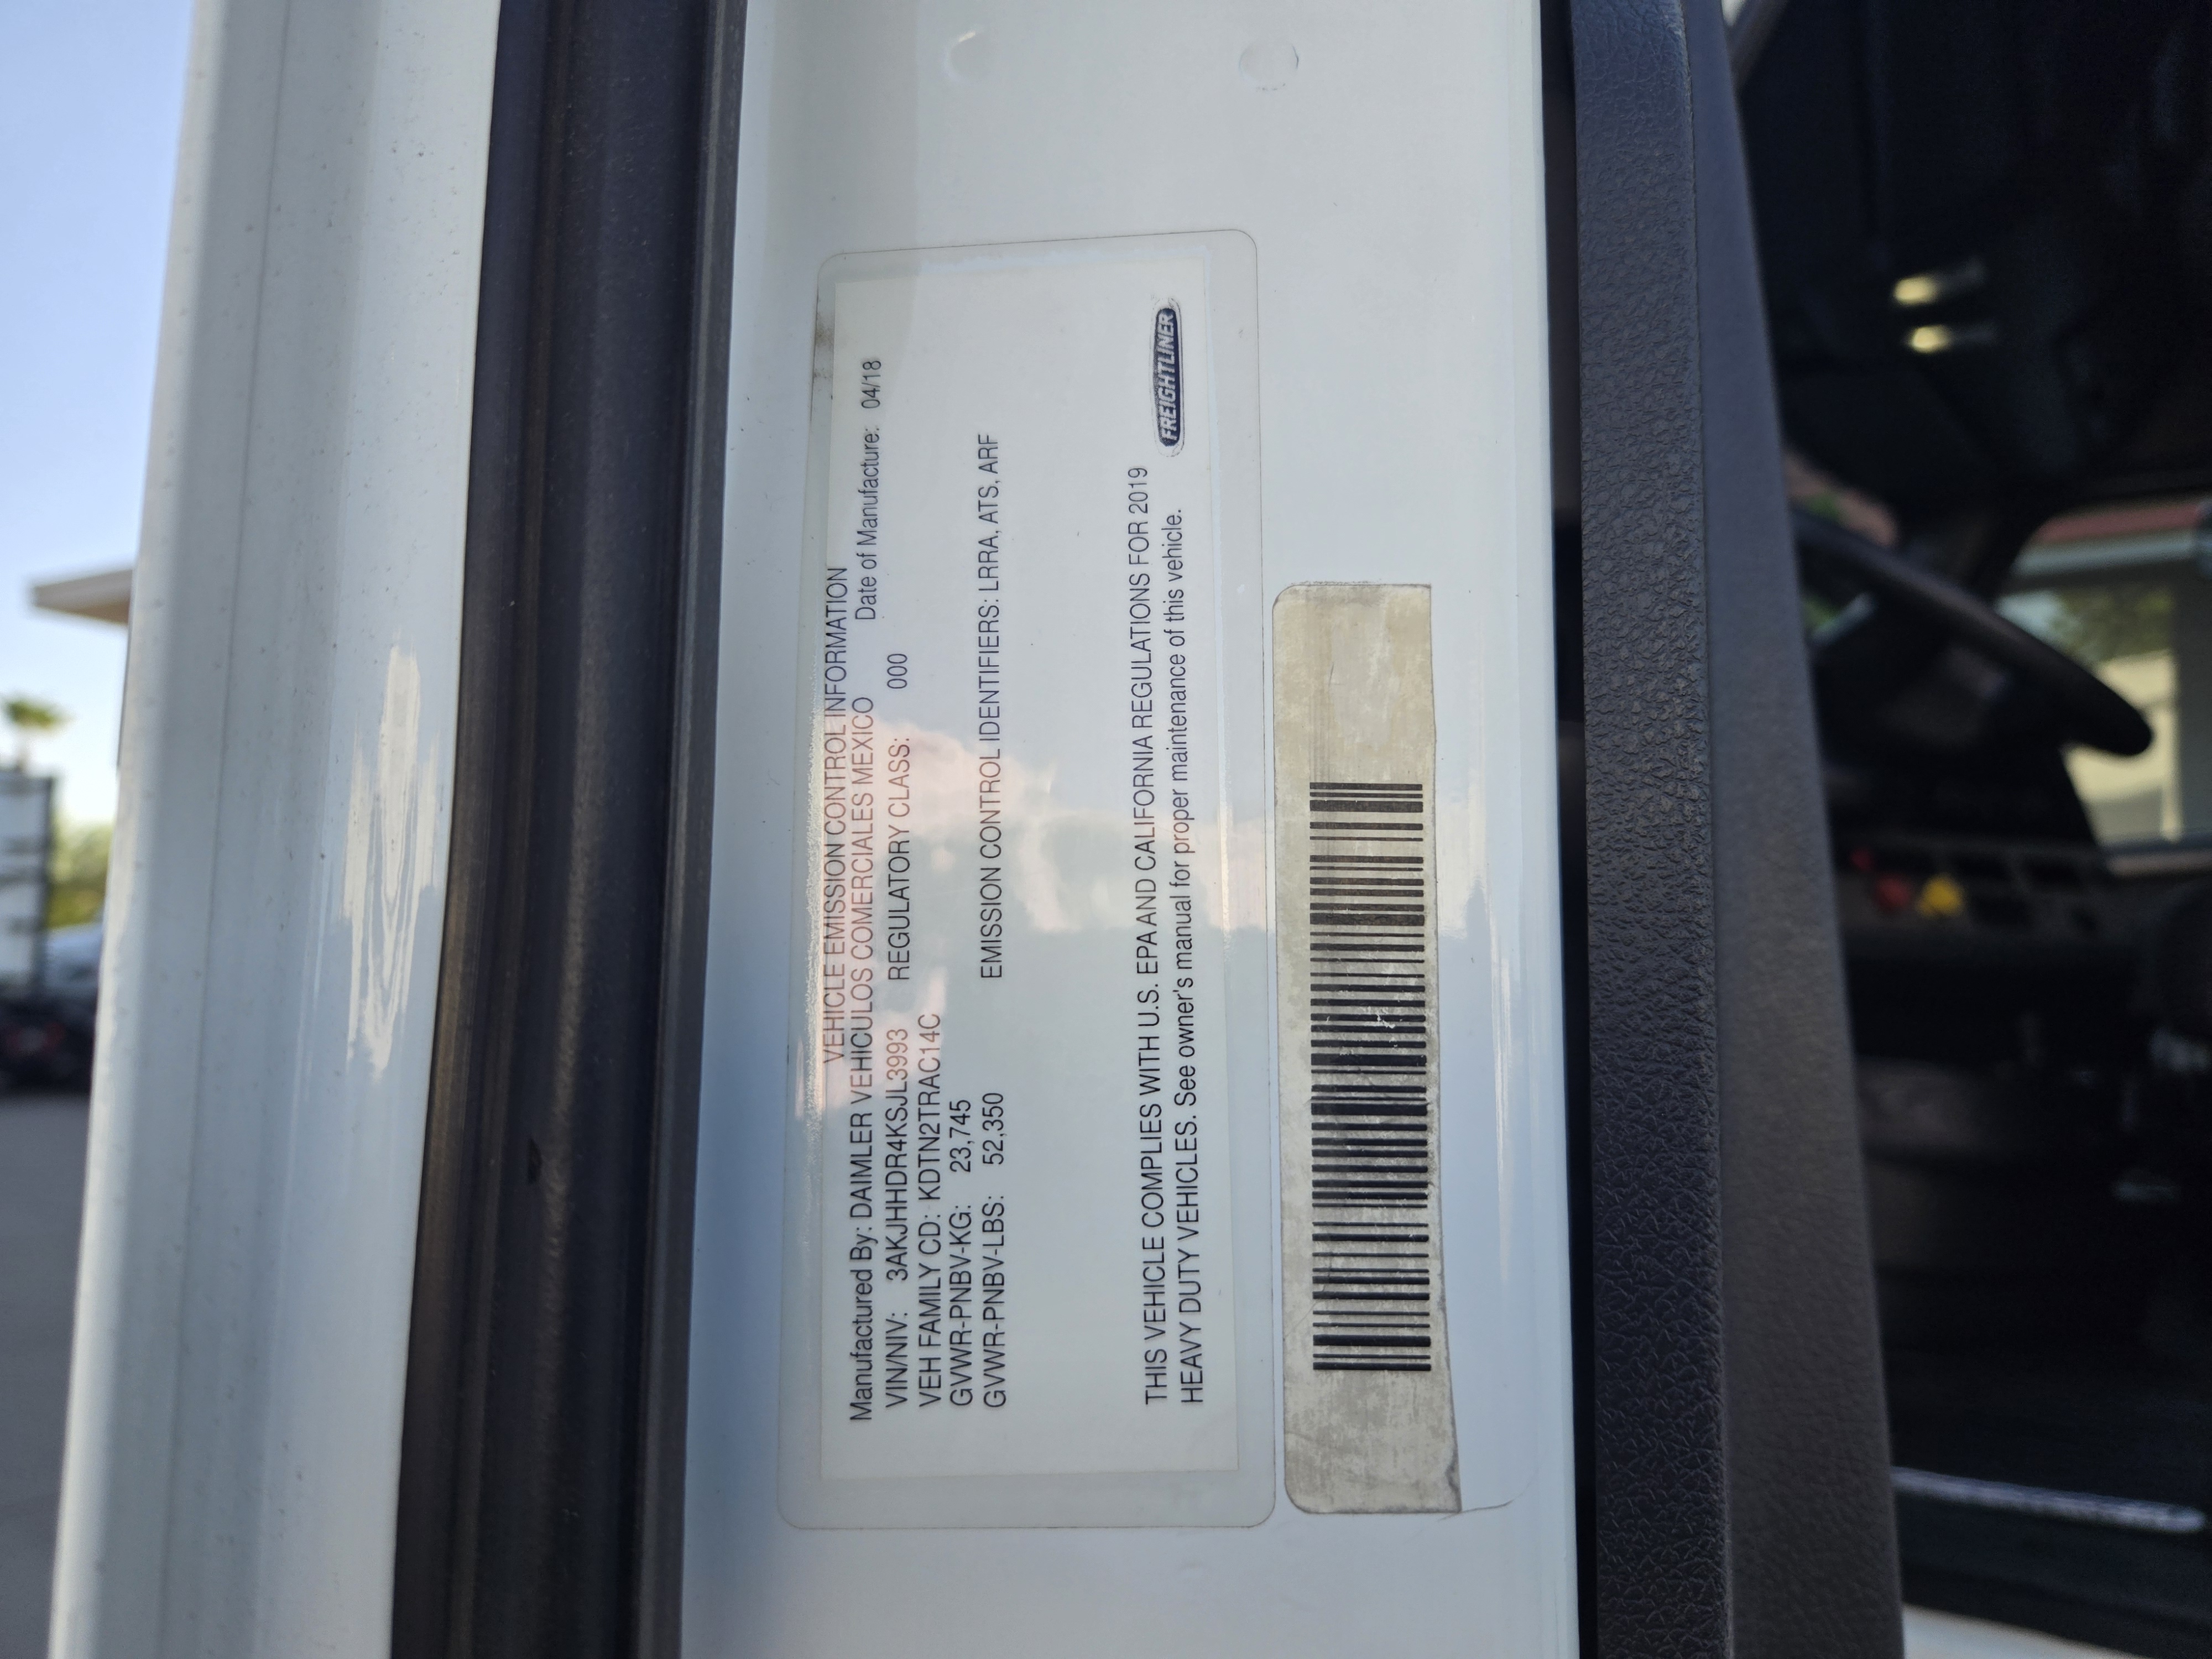 VEHICLE EMISSION CONTROL INFORMATION
Manufactured By: DAIMLER VEHICULOS COMERCIALES MEXICO Date of Manufacture: 04/18
VIN/NIV: 3AKJHHDR4KSJL3993 REGULATORY CLASS: 000
VEH FAMILY CD: KDTN2TRAC14C
GVWR-PNBV-KG: 23,745
GVWR-PNBV-LBS: 52,350 EMISSION CONTROL IDENTIFIERS: LRRA, ATS, ARF
THIS VEHICLE COMPLIES WITH U.S. EPA AND CALIFORNIA REGULATIONS FOR 2019
HEAVY DUTY VEHICLES. See owner's manual for proper maintenance of this vehicle.
FREIGHTLINER